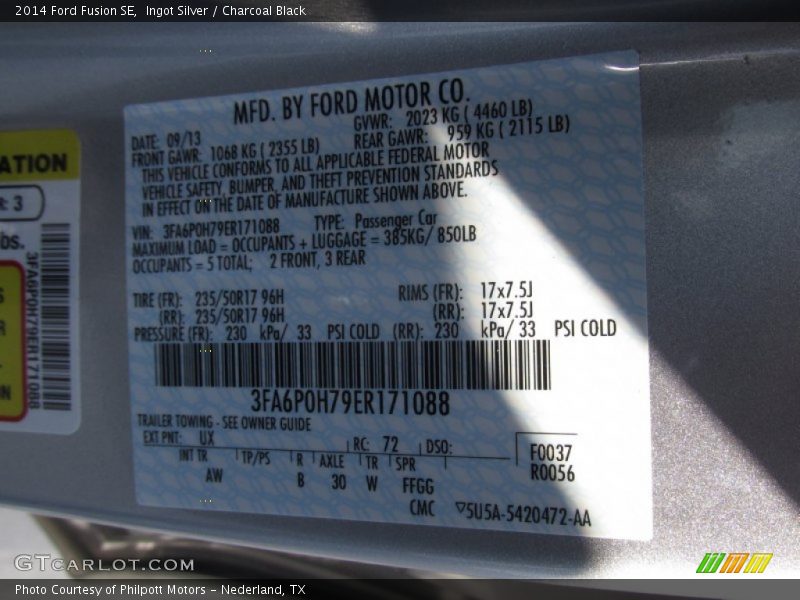 2014 Ford Fusion SE,  Ingot Silver / Charcoal Black
MFD. BY FORD MOTOR CO.
DATE: 09/13
GVWR: 2023 KG ( 4460 LB)
FRONT GAWR: 1068 KG ( 2355 LB)
REAR GAWR: 959 KG ( 2115 LB)
THIS VEHICLE CONFORMS TO ALL APPLICABLE FEDERAL MOTOR
VEHICLE SAFETY, BUMPER, AND THEFT PREVENTION STANDARDS
IN EFFECT ON THE DATE OF MANUFACTURE SHOWN ABOVE.
VIN: 3FA6P0H79ER171088 TYPE: Passenger Car
MAXIMUM LOAD = OCCUPANTS + LUGGAGE = 385KG/ 850LB
OCCUPANTS = 5 TOTAL; 2 FRONT, 3 REAR
TIRE (FR): 235/50R17 96H RIMS (FR): 17x7.5J
(RR): 235/50R17 96H (RR): 17x7.5J
PRESSURE (FR): 230 kPa/ 33 PSI COLD (RR): 230 kPa/ 33 PSI COLD
3FA6P0H79ER171088
TRAILER TOWING - SEE OWNER GUIDE
EXT PNT: UX RC: 72 DSO:
INT TR TP/PS R AXLE TR SPR
AW B 30 W FFGG
F0037
R0056
CMC ▽5U5A-5420472-AA
ATION
R: 3
bs.
3FA6P0H79ER171088
S
R
N
GTCARLOT.COM
Photo Courtesy of Philpott Motors – Nederland, TX